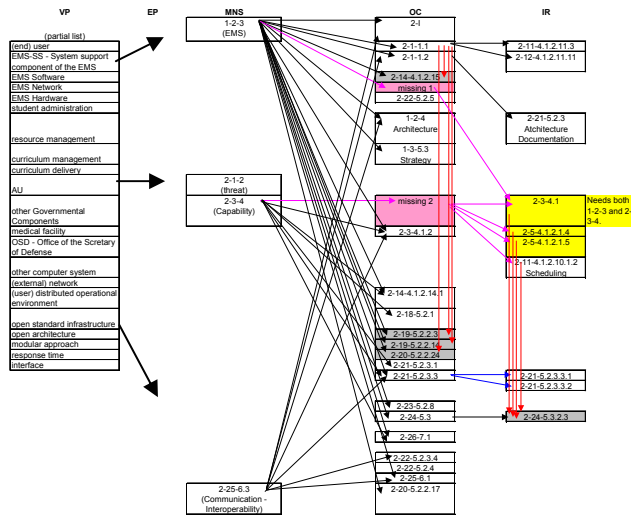 VP EP MNS OC IR
(partial list)
(end) user
EMS-SS - System support
component of the EMS
EMS Software
EMS Network
EMS Hardware
student administration
resource management
curriculum management
curriculum delivery
AU
other Governmental
Components
medical facility
OSD - Office of the Scretary
of Defense
other computer system
(external) network
(user) distributed operational
environment
open standard infrastructure
open architecture
modular approach
response time
interface
1-2-3
(EMS)
2-1-2
(threat)
2-3-4
(Capability)
2-25-6.3
(Communication -
Interoperability)
2-I
2-1-1.1
2-1-1.2
2-14-4.1.2.15
missing 1
2-22-5.2.5
1-2-4
Architecture
1-3-5.3
Strategy
missing 2
2-3-4.1.2
2-14-4.1.2.14.1
2-18-5.2.1
2-19-5.2.2.3
2-19-5.2.2.14
2-20-5.2.2.24
2-21-5.2.3.1
2-21-5.2.3.3
2-23-5.2.8
2-24-5.3
2-26-7.1
2-22-5.2.3.4
2-22-5.2.4
2-25-6.1
2-20-5.2.2.17
2-11-4.1.2.11.3
2-12-4.1.2.11.11
2-21-5.2.3
Atchitecture
Documentation
2-3-4.1
2-5-4.1.2.1.4
2-5-4.1.2.1.5
2-11-4.1.2.10.1.2
Scheduling
2-21-5.2.3.3.1
2-21-5.2.3.3.2
2-24-5.3.2.3
Needs both
1-2-3 and 2-
3-4.